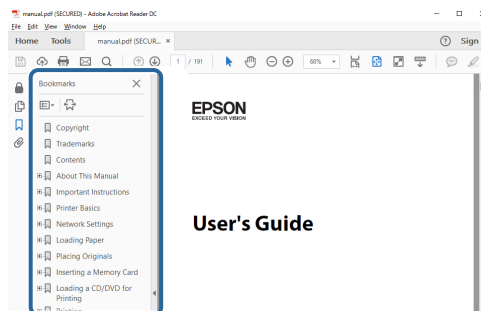 manual.pdf (SECURED) - Adobe Acrobat Reader DC
File Edit View Window Help
Home Tools manual.pdf (SECUR... ×
Sign
1 / 191
68%
Bookmarks
Copyright
Trademarks
Contents
About This Manual
Important Instructions
Printer Basics
Network Settings
Loading Paper
Placing Originals
Inserting a Memory Card
Loading a CD/DVD for
Printing
Printing
EPSON
EXCEED YOUR VISION
User's Guide